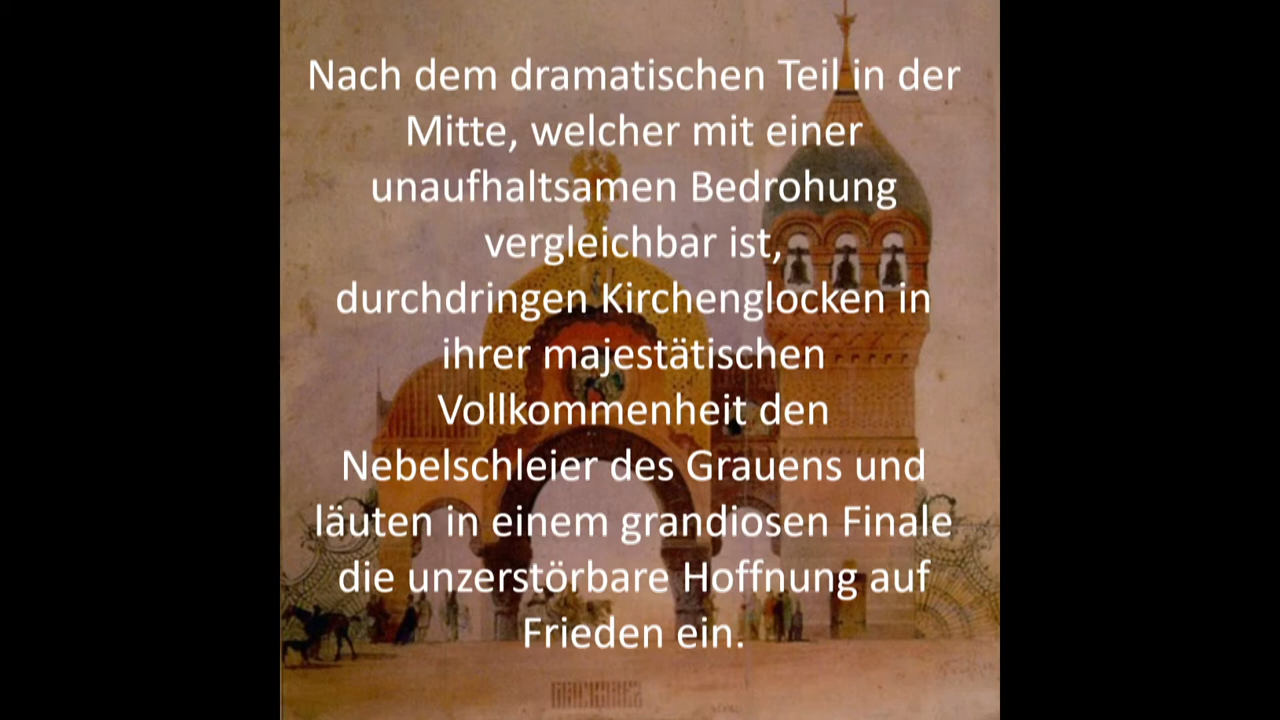 Nach dem dramatischen Teil in der
Mitte, welcher mit einer
unaufhaltsamen Bedrohung
vergleichbar ist,
durchdringen Kirchenglocken in
ihrer majestätischen
Vollkommenheit den
Nebelschleier des Grauens und
läuten in einem grandiosen Finale
die unzerstörbare Hoffnung auf
Frieden ein.